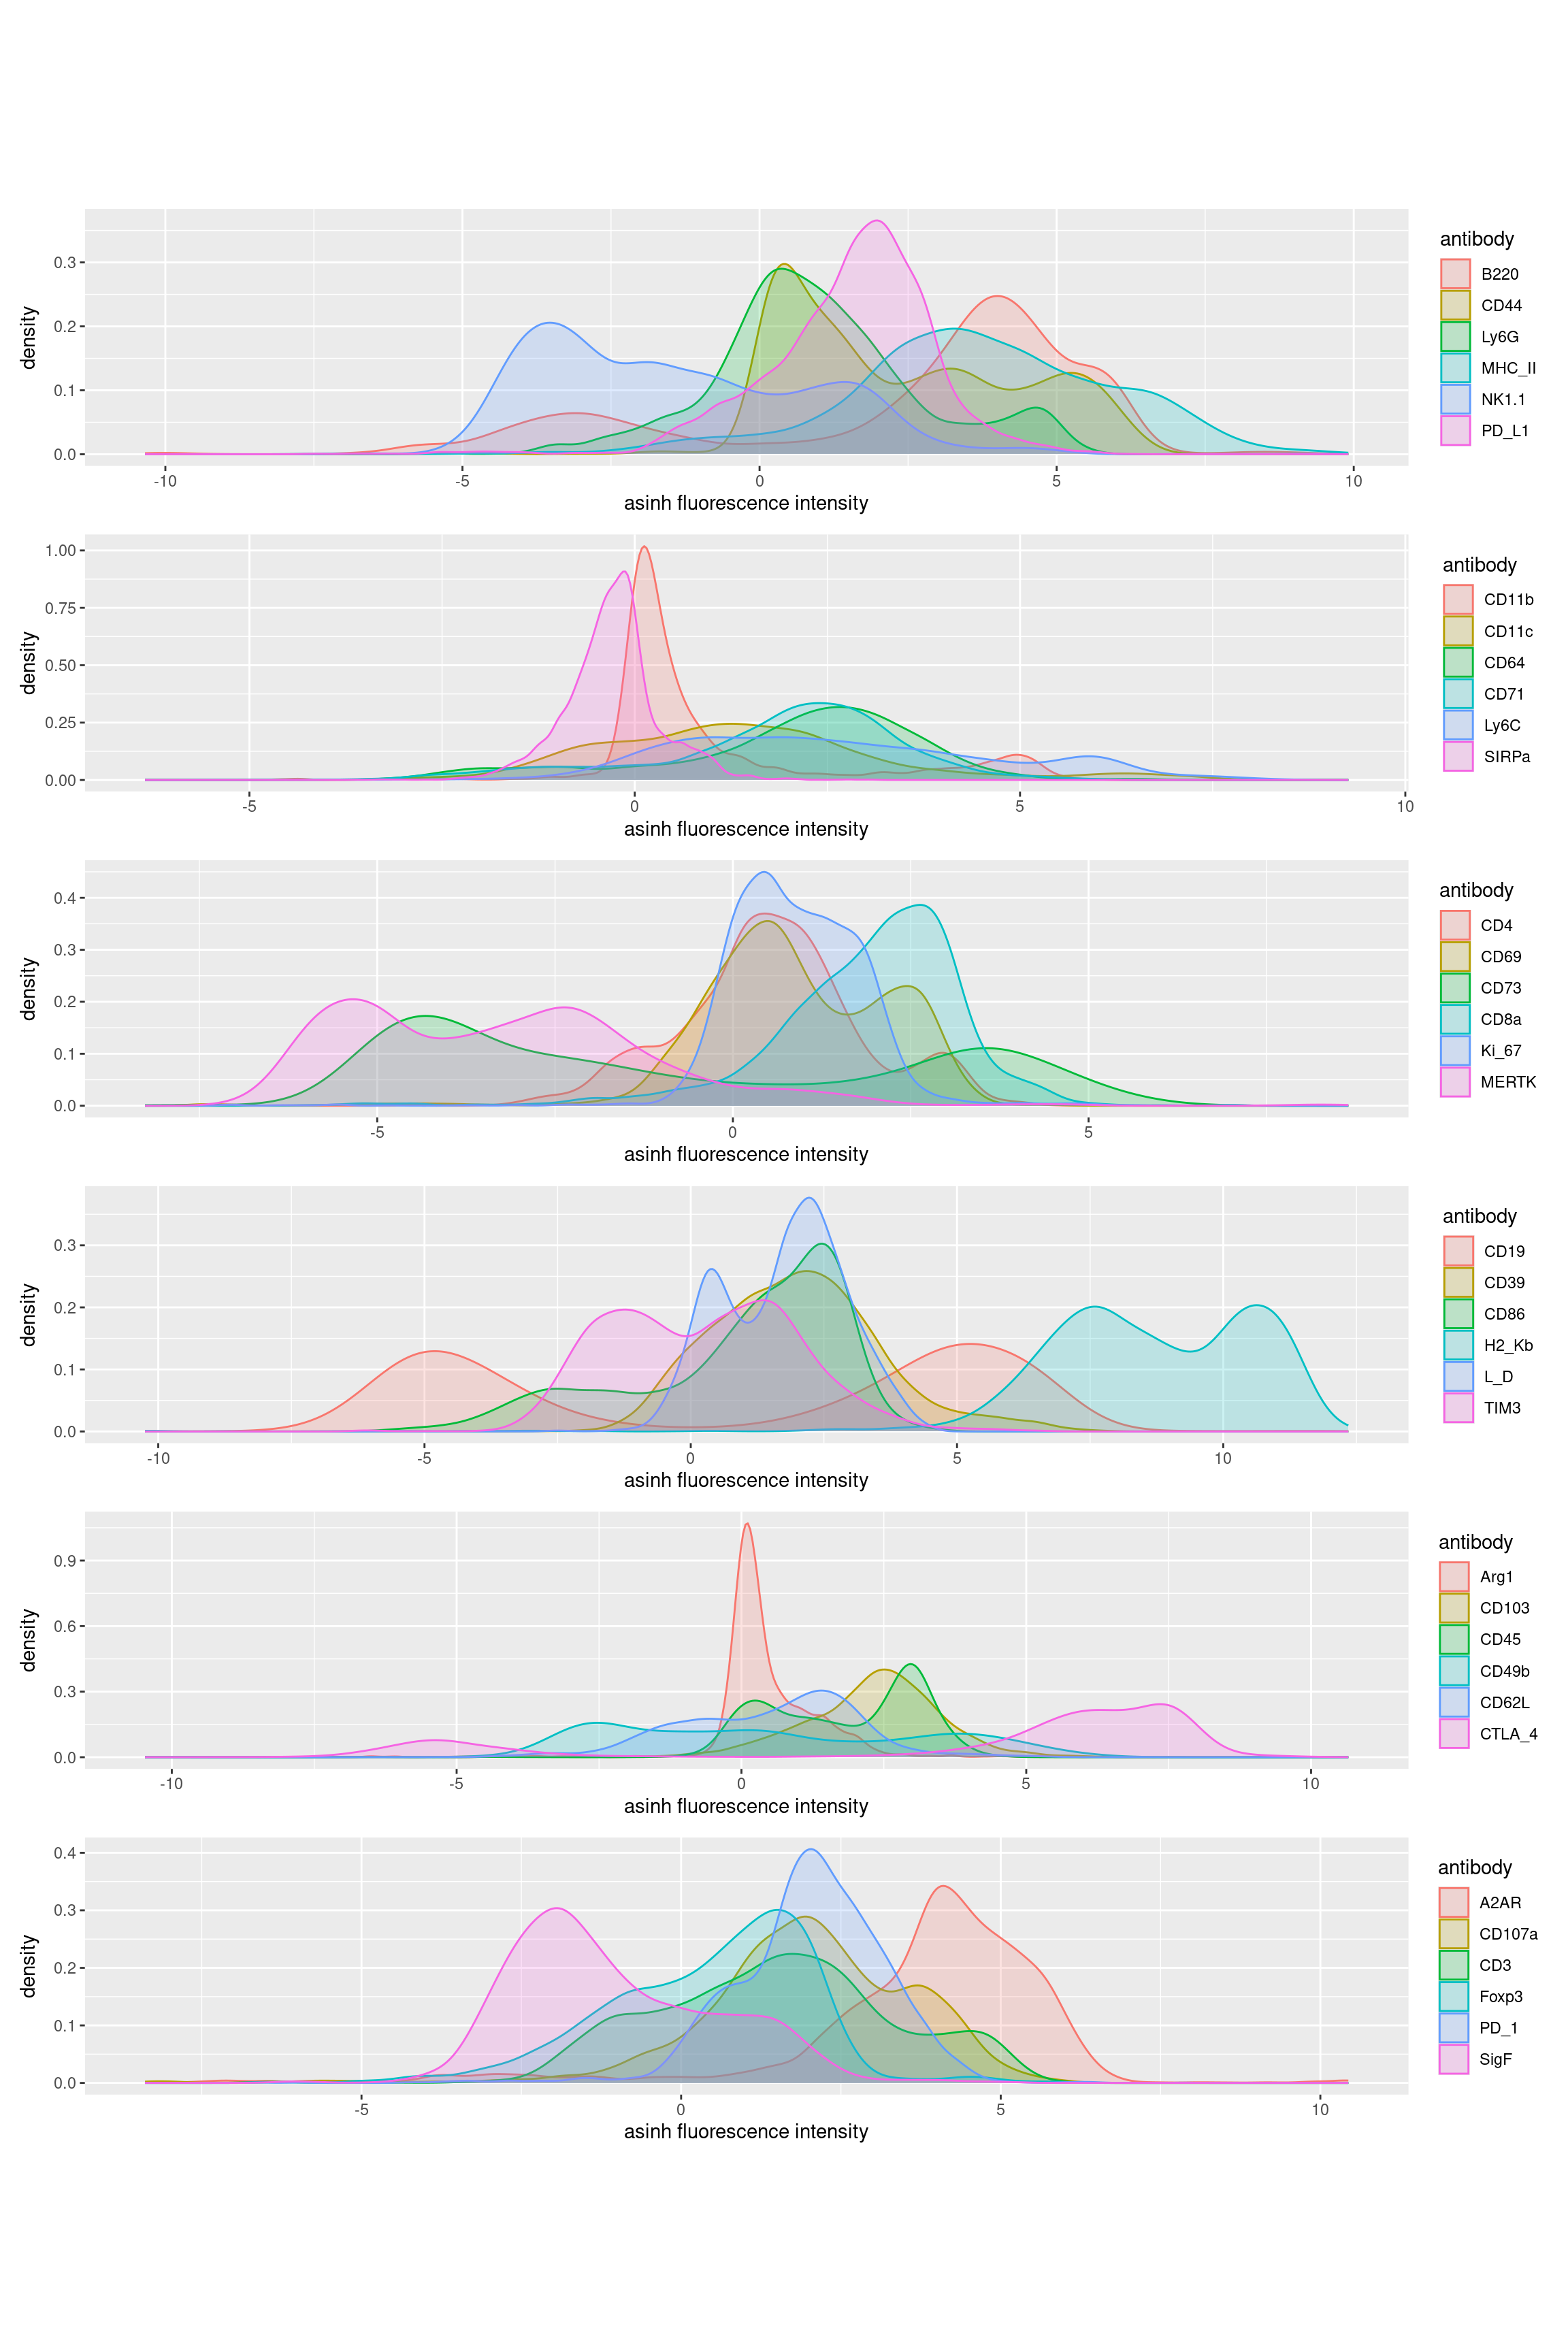 antibody
0.3
0.2
0.1
0.0
density
B220
CD44
Ly6G
MHC_II
NK1.1
PD_L1
-10 -5 0 5 10
asinh fluorescence intensity
antibody
1.00
0.75
0.50
0.25
0.00
density
CD11b
CD11c
CD64
CD71
Ly6C
SIRPa
-5 0 5 10
asinh fluorescence intensity
antibody
0.4
0.3
0.2
0.1
0.0
density
CD4
CD69
CD73
CD8a
Ki_67
MERTK
-5 0 5
asinh fluorescence intensity
antibody
0.3
0.2
0.1
0.0
density
CD19
CD39
CD86
H2_Kb
L_D
TIM3
-10 -5 0 5 10
asinh fluorescence intensity
antibody
0.9
0.6
0.3
0.0
density
Arg1
CD103
CD45
CD49b
CD62L
CTLA_4
-10 -5 0 5 10
asinh fluorescence intensity
antibody
0.4
0.3
0.2
0.1
0.0
density
A2AR
CD107a
CD3
Foxp3
PD_1
SigF
-5 0 5 10
asinh fluorescence intensity